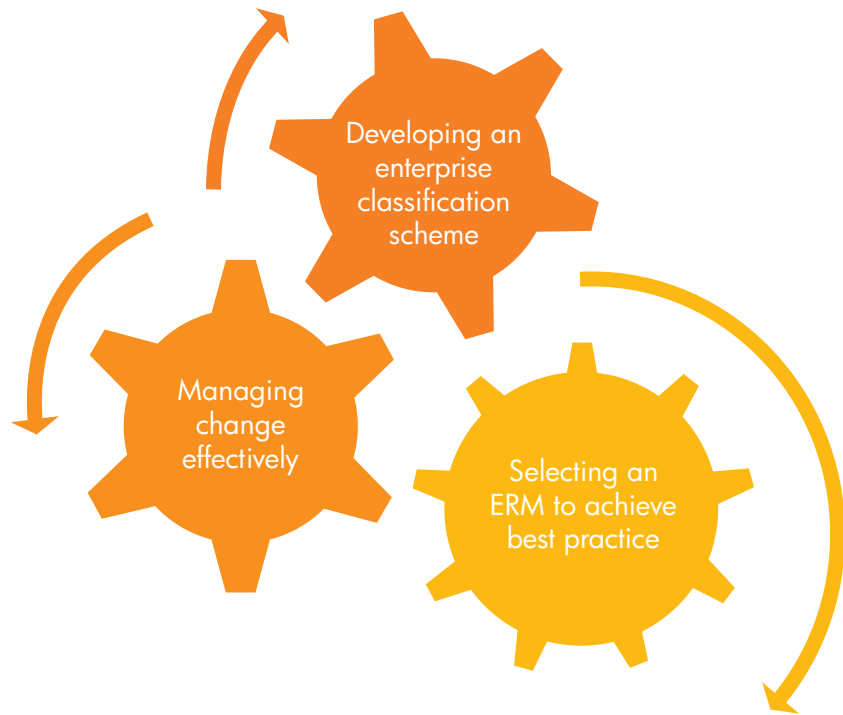 Developing an
enterprise
classification
scheme
Managing
change
effectively
Selecting an
ERM to achieve
best practice